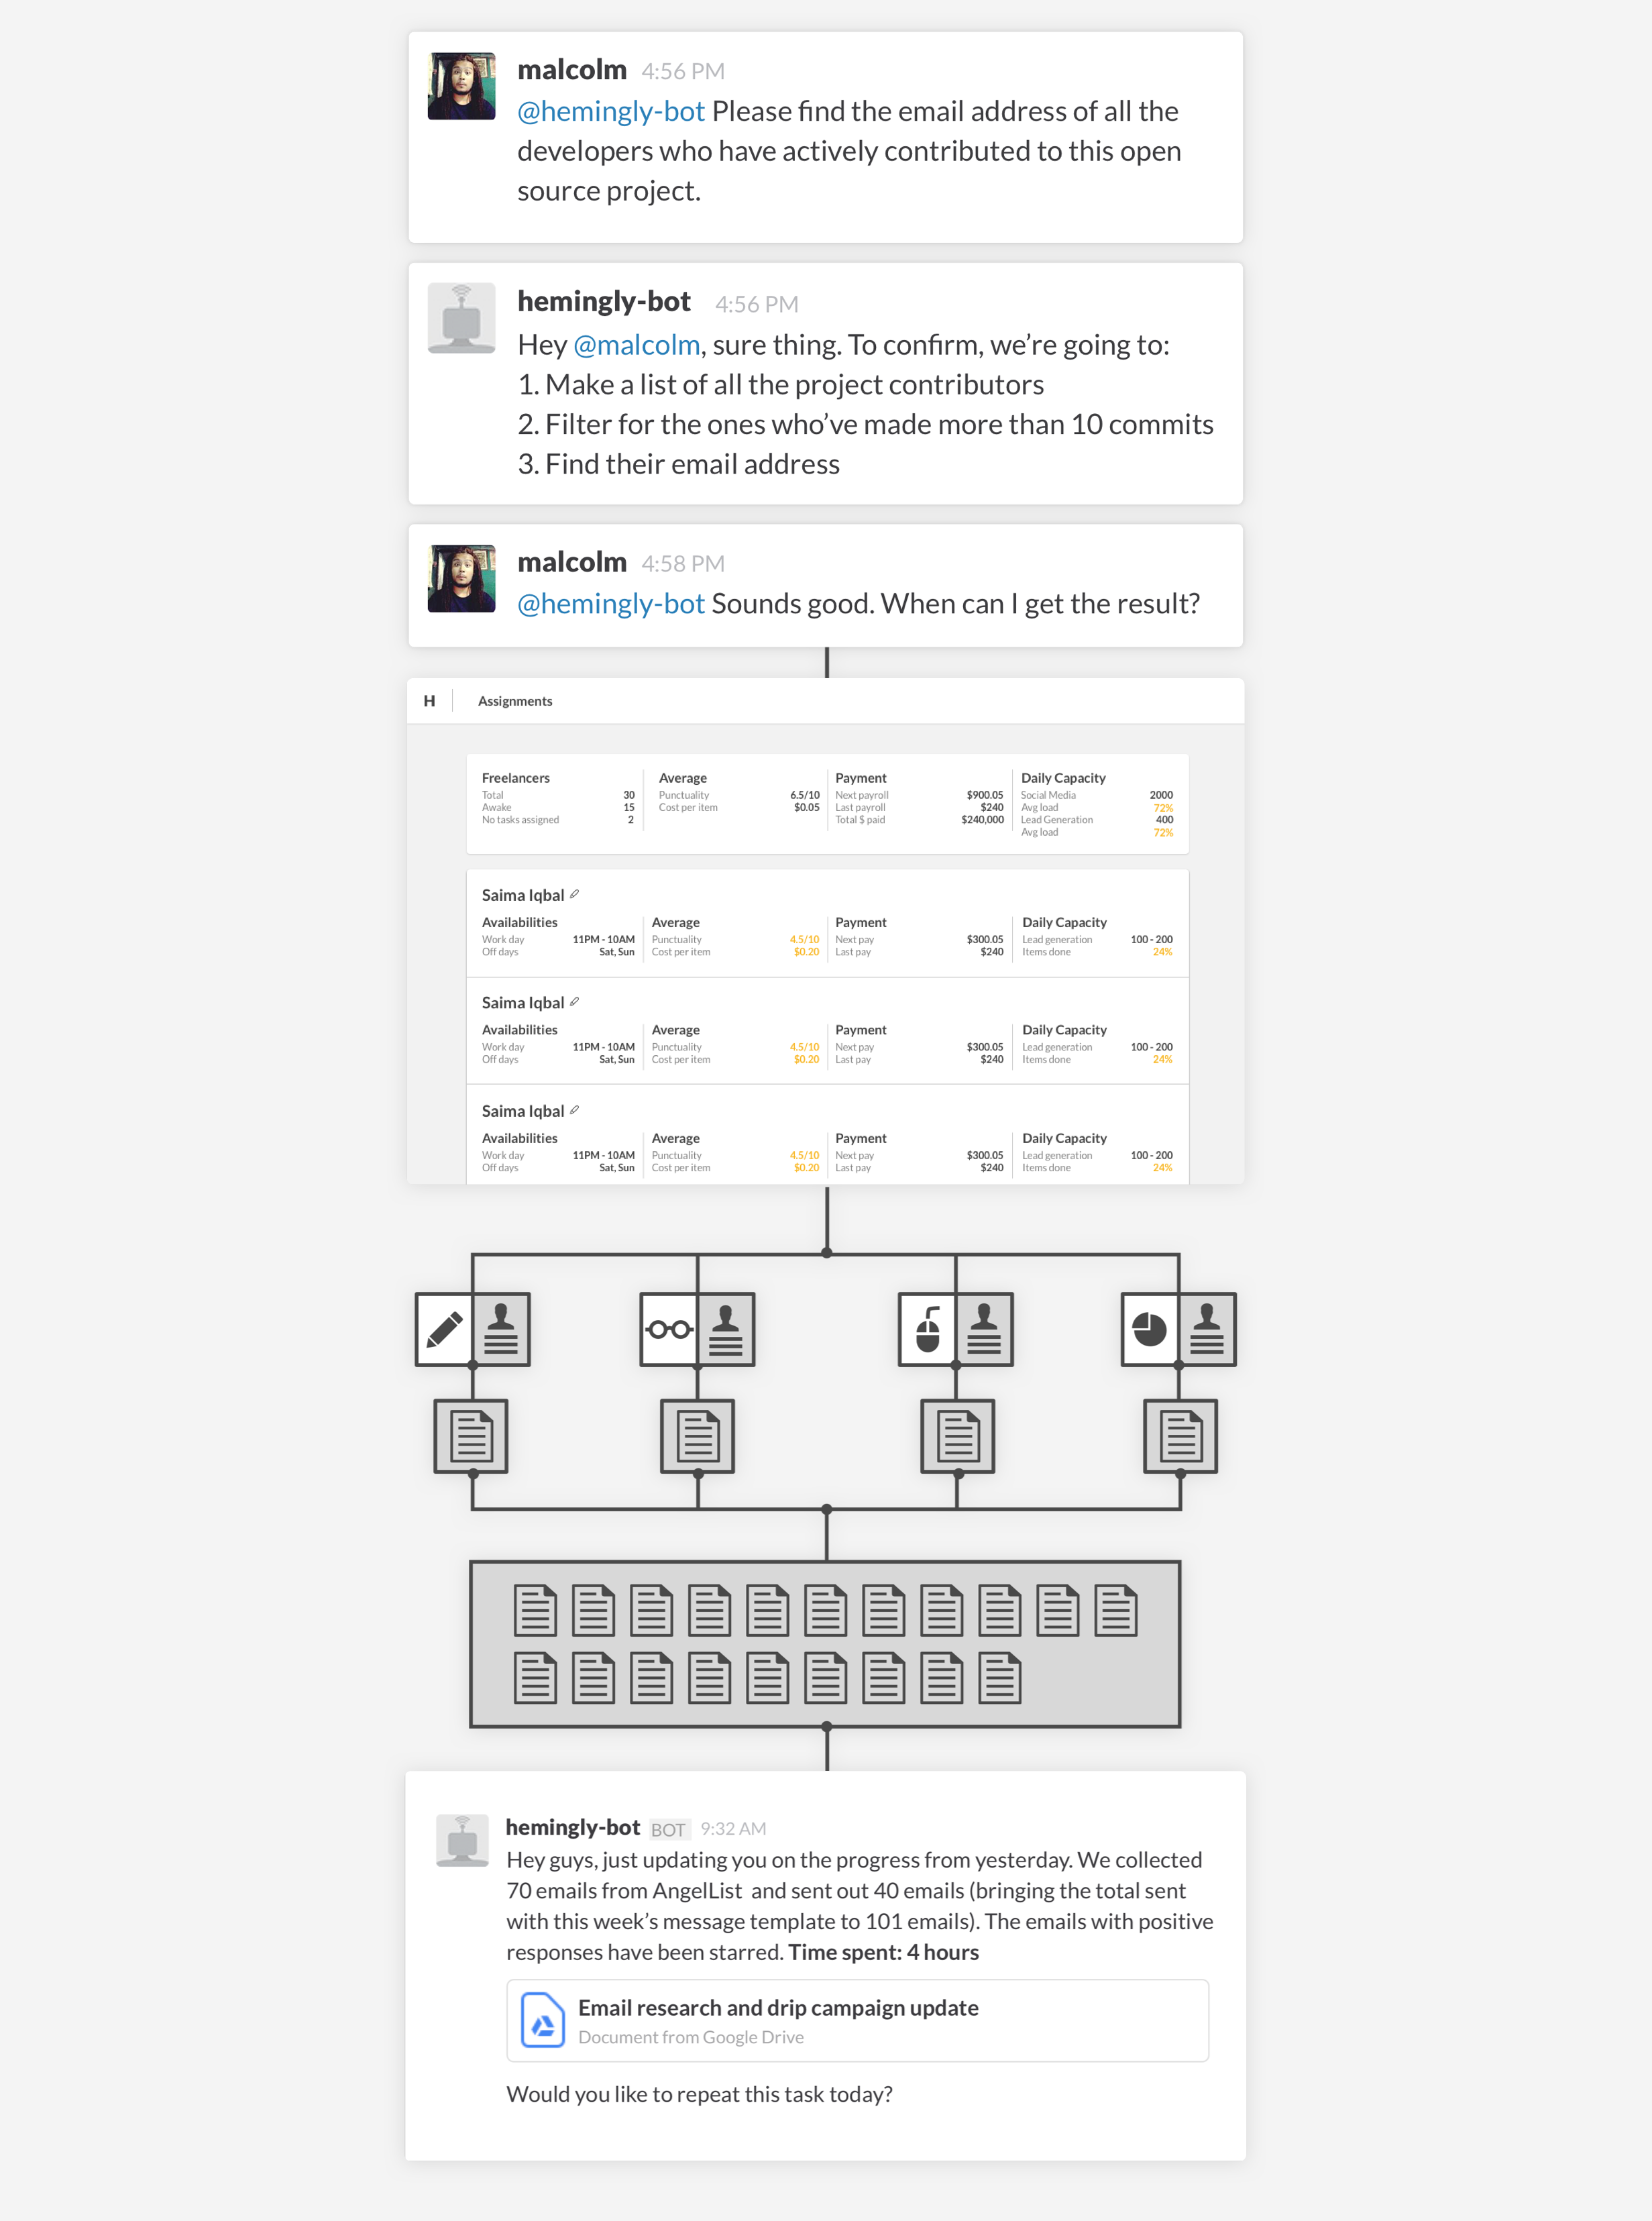 malcolm 4:56 PM
@hemingly-bot Please find the email address of all the
developers who have actively contributed to this open
source project.
hemingly-bot 4:56 PM
Hey @malcolm, sure thing. To confirm, we’re going to:
1. Make a list of all the project contributors
2. Filter for the ones who’ve made more than 10 commits
3. Find their email address
malcolm 4:58 PM
@hemingly-bot Sounds good. When can I get the result?
H Assignments
Freelancers Average Payment Daily Capacity
Total 30 Punctuality 6.5/10 Next payroll $900.05 Social Media 2000
Awake 15 Cost per item $0.05 Last payroll $240 Avg load 72%
No tasks assigned 2 Total $ paid $240,000 Lead Generation 400
Avg load 72%
Saima Iqbal
Availabilities Average Payment Daily Capacity
Work day 11PM - 10AM Punctuality 4.5/10 Next pay $300.05 Lead generation 100 - 200
Off days Sat, Sun Cost per item $0.20 Last pay $240 Items done 24%
Saima Iqbal
Availabilities Average Payment Daily Capacity
Work day 11PM - 10AM Punctuality 4.5/10 Next pay $300.05 Lead generation 100 - 200
Off days Sat, Sun Cost per item $0.20 Last pay $240 Items done 24%
Saima Iqbal
Availabilities Average Payment Daily Capacity
Work day 11PM - 10AM Punctuality 4.5/10 Next pay $300.05 Lead generation 100 - 200
Off days Sat, Sun Cost per item $0.20 Last pay $240 Items done 24%
hemingly-bot BOT 9:32 AM
Hey guys, just updating you on the progress from yesterday. We collected
70 emails from AngelList and sent out 40 emails (bringing the total sent
with this week’s message template to 101 emails). The emails with positive
responses have been starred. Time spent: 4 hours
Email research and drip campaign update
Document from Google Drive
Would you like to repeat this task today?